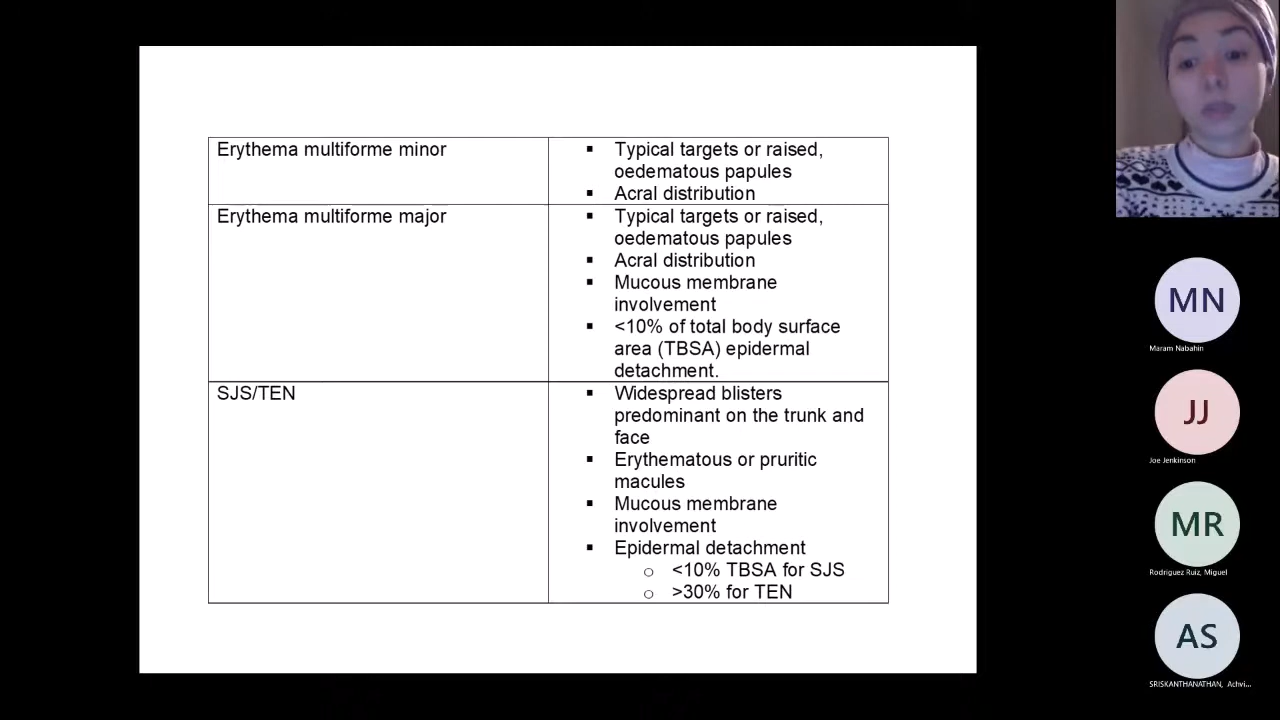 Erythema multiforme minor
▪ Typical targets or raised,
oedematous papules
▪ Acral distribution
Erythema multiforme major
▪ Typical targets or raised,
oedematous papules
▪ Acral distribution
▪ Mucous membrane
involvement
▪ <10% of total body surface
area (TBSA) epidermal
detachment.
SJS/TEN
▪ Widespread blisters
predominant on the trunk and
face
▪ Erythematous or pruritic
macules
▪ Mucous membrane
involvement
▪ Epidermal detachment
o <10% TBSA for SJS
o >30% for TEN
MN
Maram Nabahin
JJ
Joe Jenkinson
MR
Rodriguez Ruiz, Miguel
AS
SRISKANTHANATHAN, Achvi...